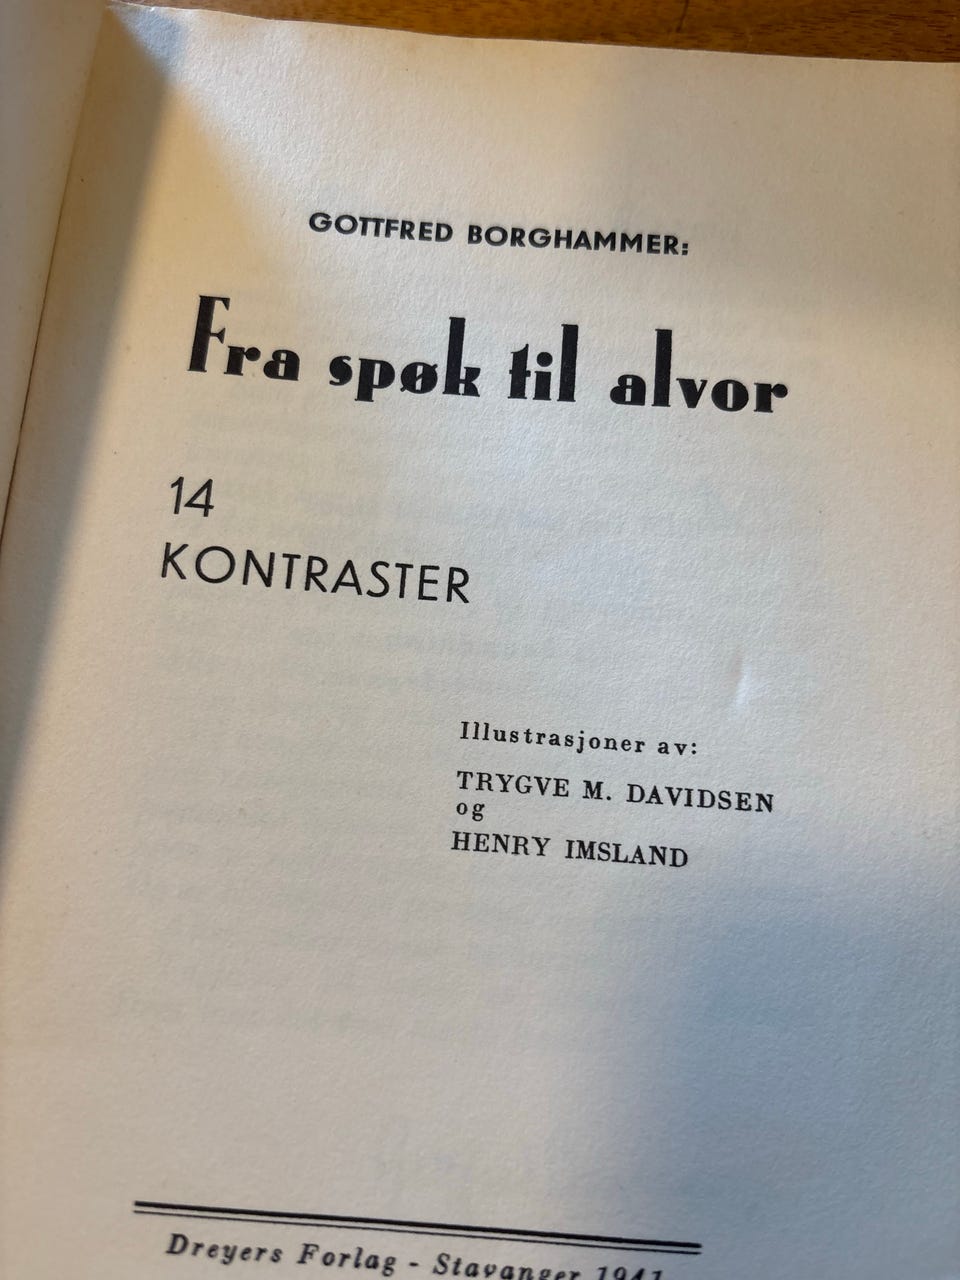 GOTTFRED BORGHAMMER:
Fra spøk til alvor
14
KONTRASTER
Illustrasjoner av:
TRYGVE M. DAVIDSEN
og
HENRY IMSLAND
Dreyers Forlag - Stavanger 1941